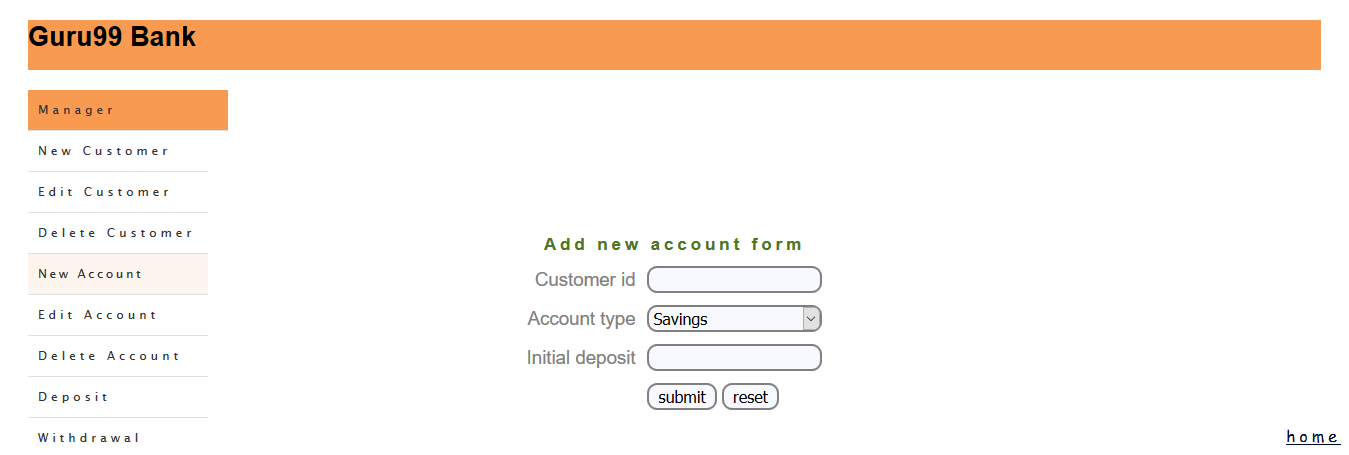 Guru99 Bank
Manager
New Customer
Edit Customer
Delete Customer
New Account
Edit Account
Delete Account
Deposit
Withdrawal
Add new account form
Customer id
Account type Savings
Initial deposit
submit reset
home